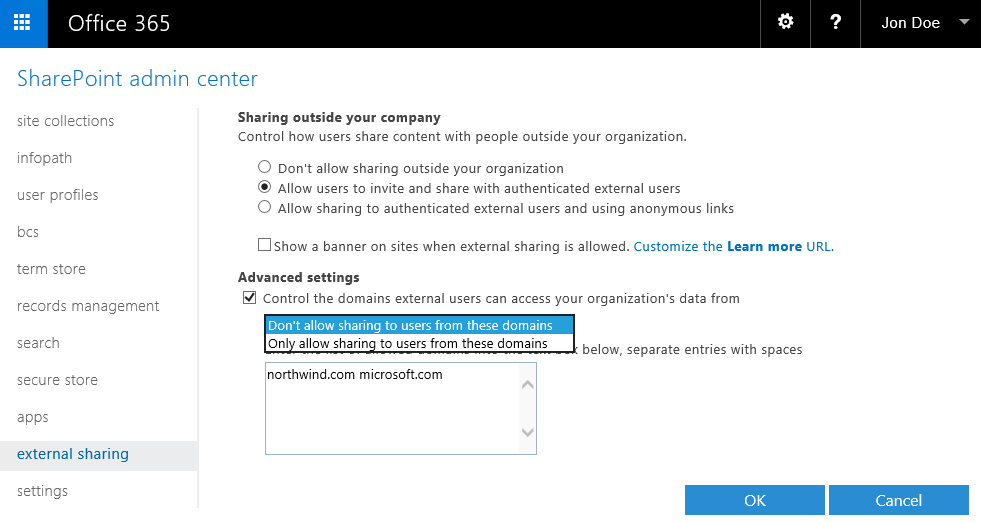 Office 365
?
Jon Doe
SharePoint admin center
site collections
infopath
user profiles
bcs
term store
records management
search
secure store
apps
external sharing
settings
Sharing outside your company
Control how users share content with people outside your organization.
Don't allow sharing outside your organization
Allow users to invite and share with authenticated external users
Allow sharing to authenticated external users and using anonymous links
Show a banner on sites when external sharing is allowed. Customize the Learn more URL.
Advanced settings
Control the domains external users can access your organization's data from
Don't allow sharing to users from these domains
Only allow sharing to users from these domains
below, separate entries with spaces
northwind.com microsoft.com
OK
Cancel